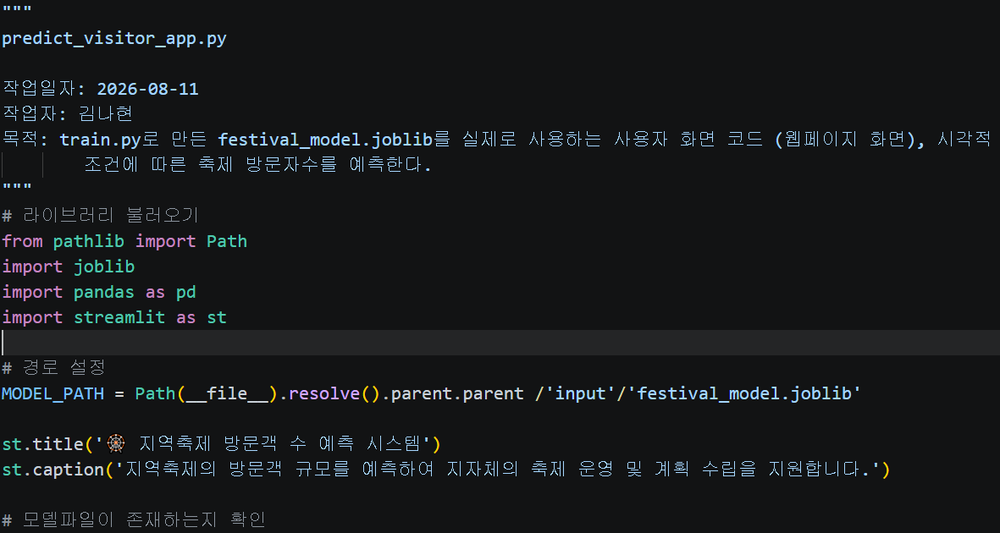 """
predict_visitor_app.py
작업일자: 2026-08-11
작업자: 김나현
목적: train.py로 만든 festival_model.joblib를 실제로 사용하는 사용자 화면 코드 (웹페이지 화면), 시각적
조건에 따른 축제 방문자수를 예측한다.
"""
# 라이브러리 불러오기
from pathlib import Path
import joblib
import pandas as pd
import streamlit as st
# 경로 설정
MODEL_PATH = Path(__file__).resolve().parent.parent /'input'/'festival_model.joblib'
st.title('🎡 지역축제 방문객 수 예측 시스템')
st.caption('지역축제의 방문객 규모를 예측하여 지자체의 축제 운영 및 계획 수립을 지원합니다.')
# 모델파일이 존재하는지 확인